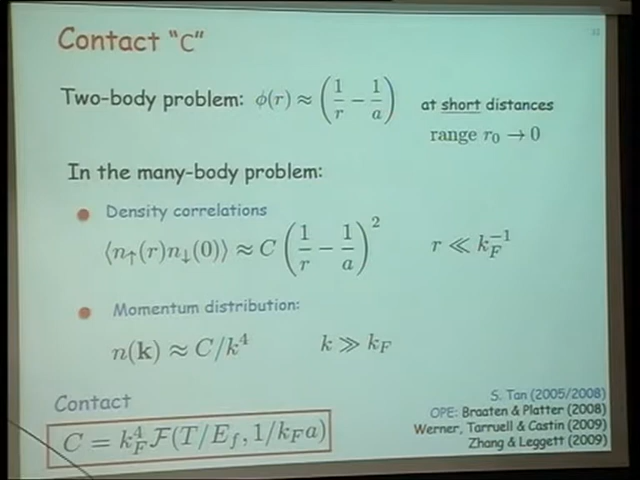 Contact "C"
Two-body problem: ϕ(r) ≈ (1/r − 1/a) at short distances
range r₀ → 0
In the many-body problem:
Density correlations
⟨n↑(r)n↓(0)⟩ ≈ C (1/r − 1/a)² r ≪ k_F⁻¹
Momentum distribution:
n(k) ≈ C/k⁴ k ≫ k_F
Contact
C = k_F⁴ F(T/E_f, 1/k_F a)
S. Tan (2005/2008)
OPE: Braaten & Platter (2008)
Werner, Tarruell & Castin (2009)
Zhang & Leggett (2009)